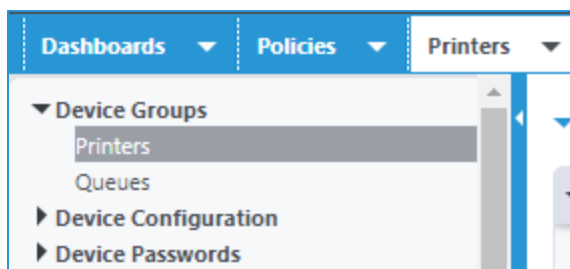 Dashboards Policies Printers
Device Groups
Printers
Queues
Device Configuration
Device Passwords